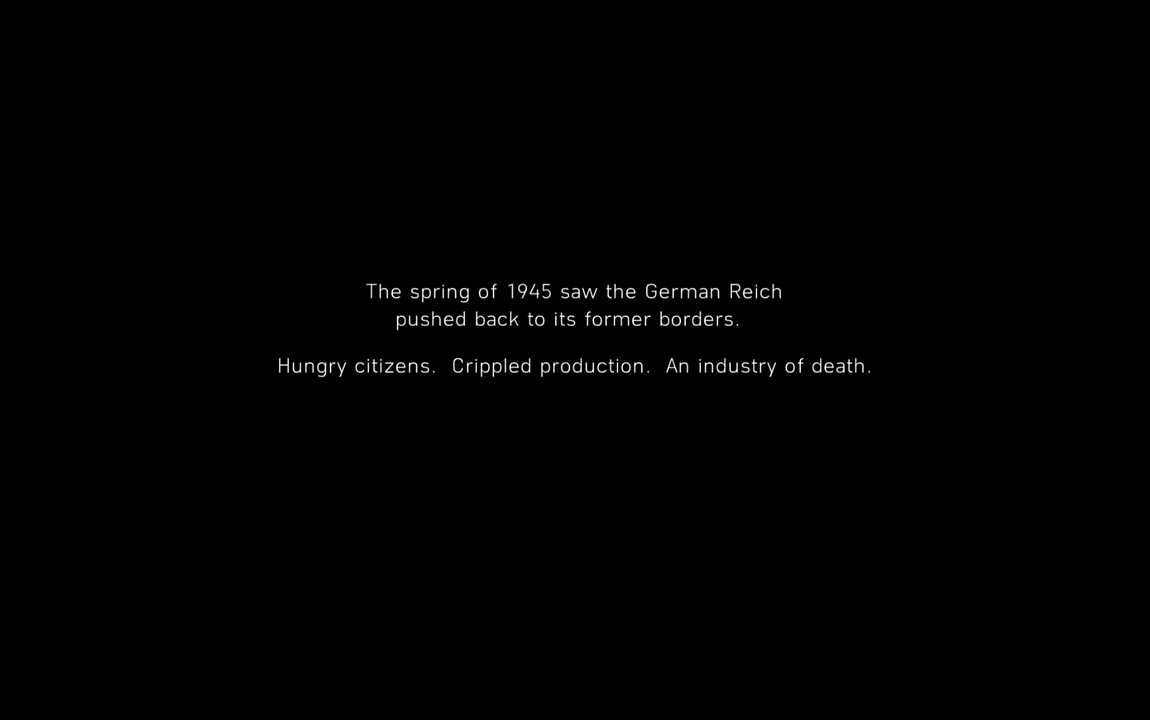 The spring of 1945 saw the German Reich
pushed back to its former borders.
Hungry citizens.  Crippled production.  An industry of death.